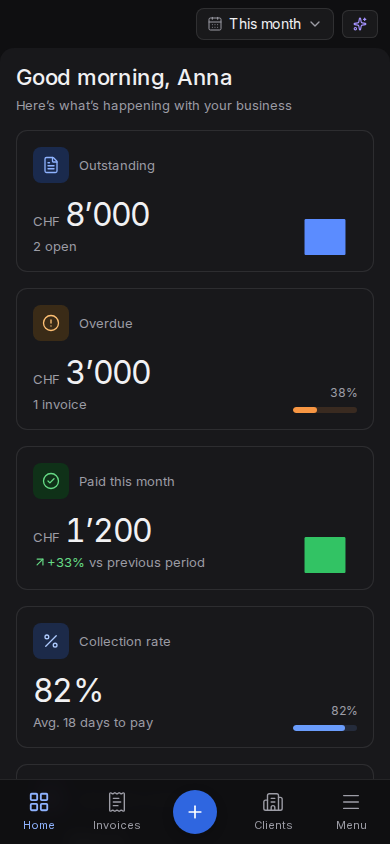 This month
Good morning, Anna
Here’s what’s happening with your business
Outstanding
CHF 8’000
2 open
Overdue
CHF 3’000
1 invoice
38%
Paid this month
CHF 1’200
+33% vs previous period
Collection rate
82%
Avg. 18 days to pay
82%
Home
Invoices
Clients
Menu